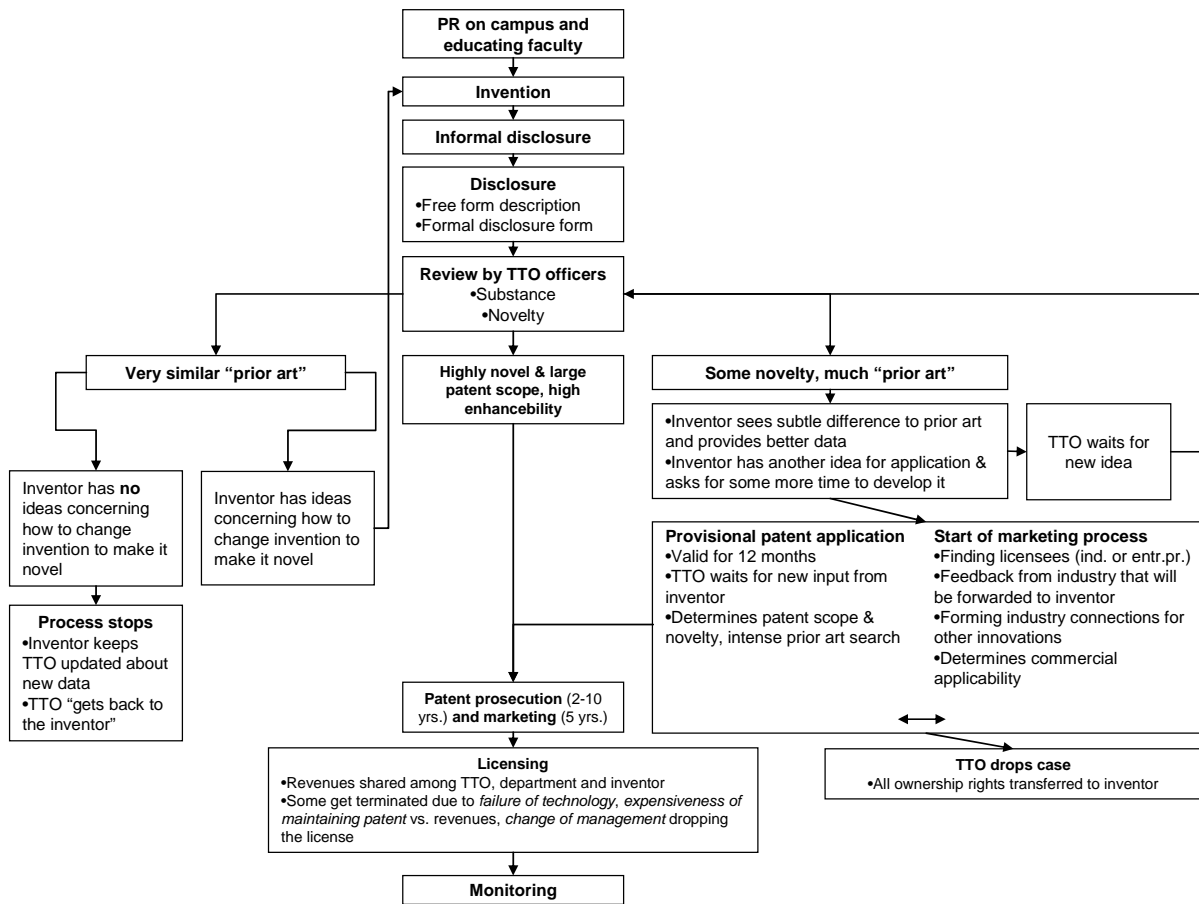 PR on campus and
educating faculty
Invention
Informal disclosure
Disclosure
•Free form description
•Formal disclosure form
Review by TTO officers
•Substance
•Novelty
Very similar “prior art”
Highly novel & large
patent scope, high
enhancebility
Some novelty, much “prior art”
•Inventor sees subtle difference to prior art
and provides better data
•Inventor has another idea for application &
asks for some more time to develop it
TTO waits for
new idea
Inventor has no
ideas concerning
how to change
invention to make it
novel
Inventor has ideas
concerning how to
change invention to
make it novel
Process stops
•Inventor keeps
TTO updated about
new data
•TTO “gets back to
the inventor”
Provisional patent application
•Valid for 12 months
•TTO waits for new input from
inventor
•Determines patent scope &
novelty, intense prior art search
Start of marketing process
•Finding licensees (ind. or entr.pr.)
•Feedback from industry that will
be forwarded to inventor
•Forming industry connections for
other innovations
•Determines commercial
applicability
Patent prosecution (2-10
yrs.) and marketing (5 yrs.)
TTO drops case
•All ownership rights transferred to inventor
Licensing
•Revenues shared among TTO, department and inventor
•Some get terminated due to failure of technology, expensiveness of
maintaining patent vs. revenues, change of management dropping
the license
Monitoring